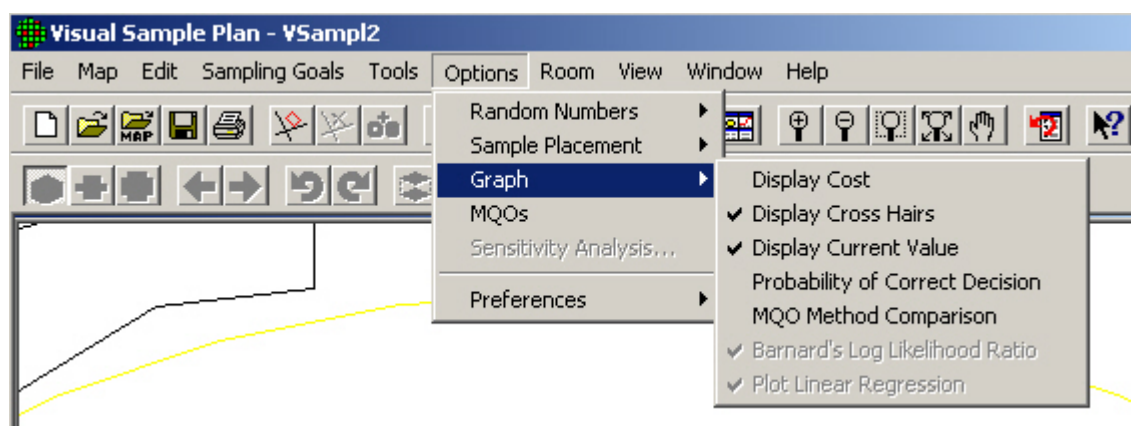 Visual Sample Plan - VSampl2
File Map Edit Sampling Goals Tools Options Room View Window Help
MAP
Random Numbers
Sample Placement
Graph
MQOs
Sensitivity Analysis...
Preferences
Display Cost
Display Cross Hairs
Display Current Value
Probability of Correct Decision
MQO Method Comparison
Barnard's Log Likelihood Ratio
Plot Linear Regression